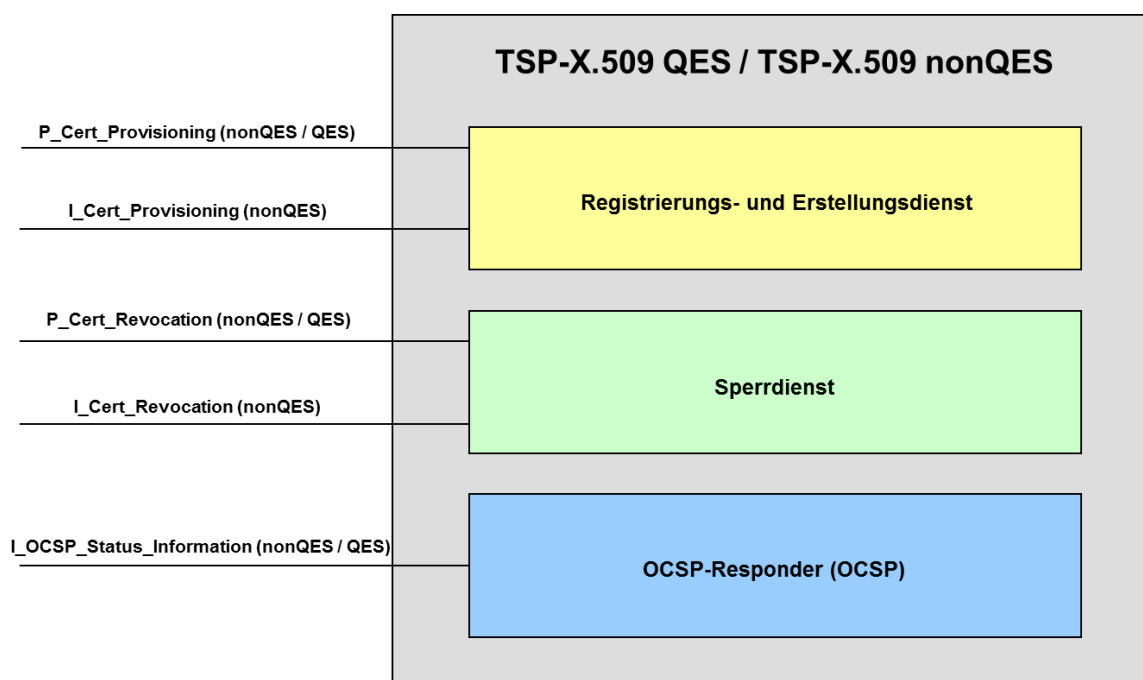 TSP-X.509 QES / TSP-X.509 nonQES
P_Cert_Provisioning (nonQES / QES)
I_Cert_Provisioning (nonQES)
Registrierungs- und Erstellungsdienst
P_Cert_Revocation (nonQES / QES)
I_Cert_Revocation (nonQES)
Sperrdienst
I_OCSP_Status_Information (nonQES / QES)
OCSP-Responder (OCSP)